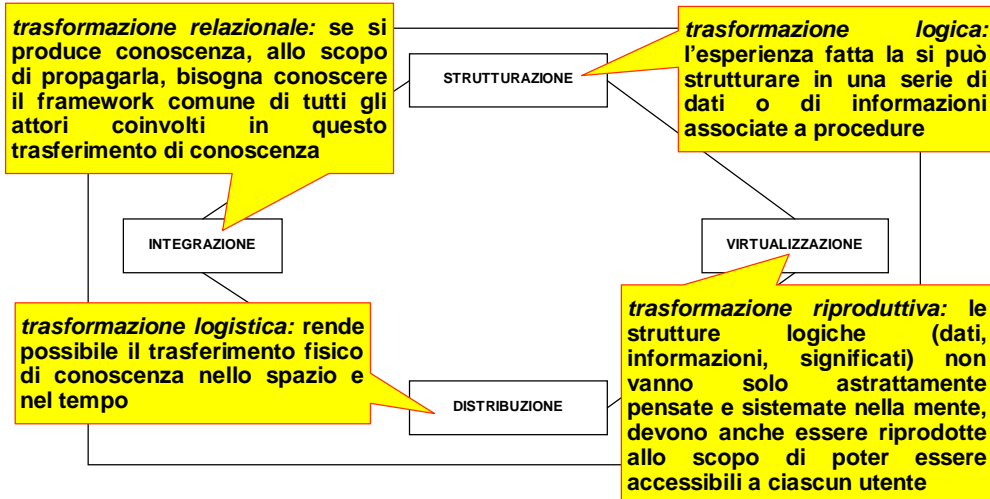 trasformazione relazionale: se si
produce conoscenza, allo scopo
di propagarla, bisogna conoscere
il framework comune di tutti gli
attori coinvolti in questo
trasferimento di conoscenza
STRUTTURAZIONE
trasformazione logica:
l'esperienza fatta la si può
strutturare in una serie di
dati o di informazioni
associate a procedure
INTEGRAZIONE
VIRTUALIZZAZIONE
trasformazione logistica: rende
possibile il trasferimento fisico
di conoscenza nello spazio e
nel tempo
DISTRIBUZIONE
trasformazione riproduttiva: le
strutture logiche (dati,
informazioni, significati) non
vanno solo astrattamente
pensate e sistemate nella mente,
devono anche essere riprodotte
allo scopo di poter essere
accessibili a ciascun utente